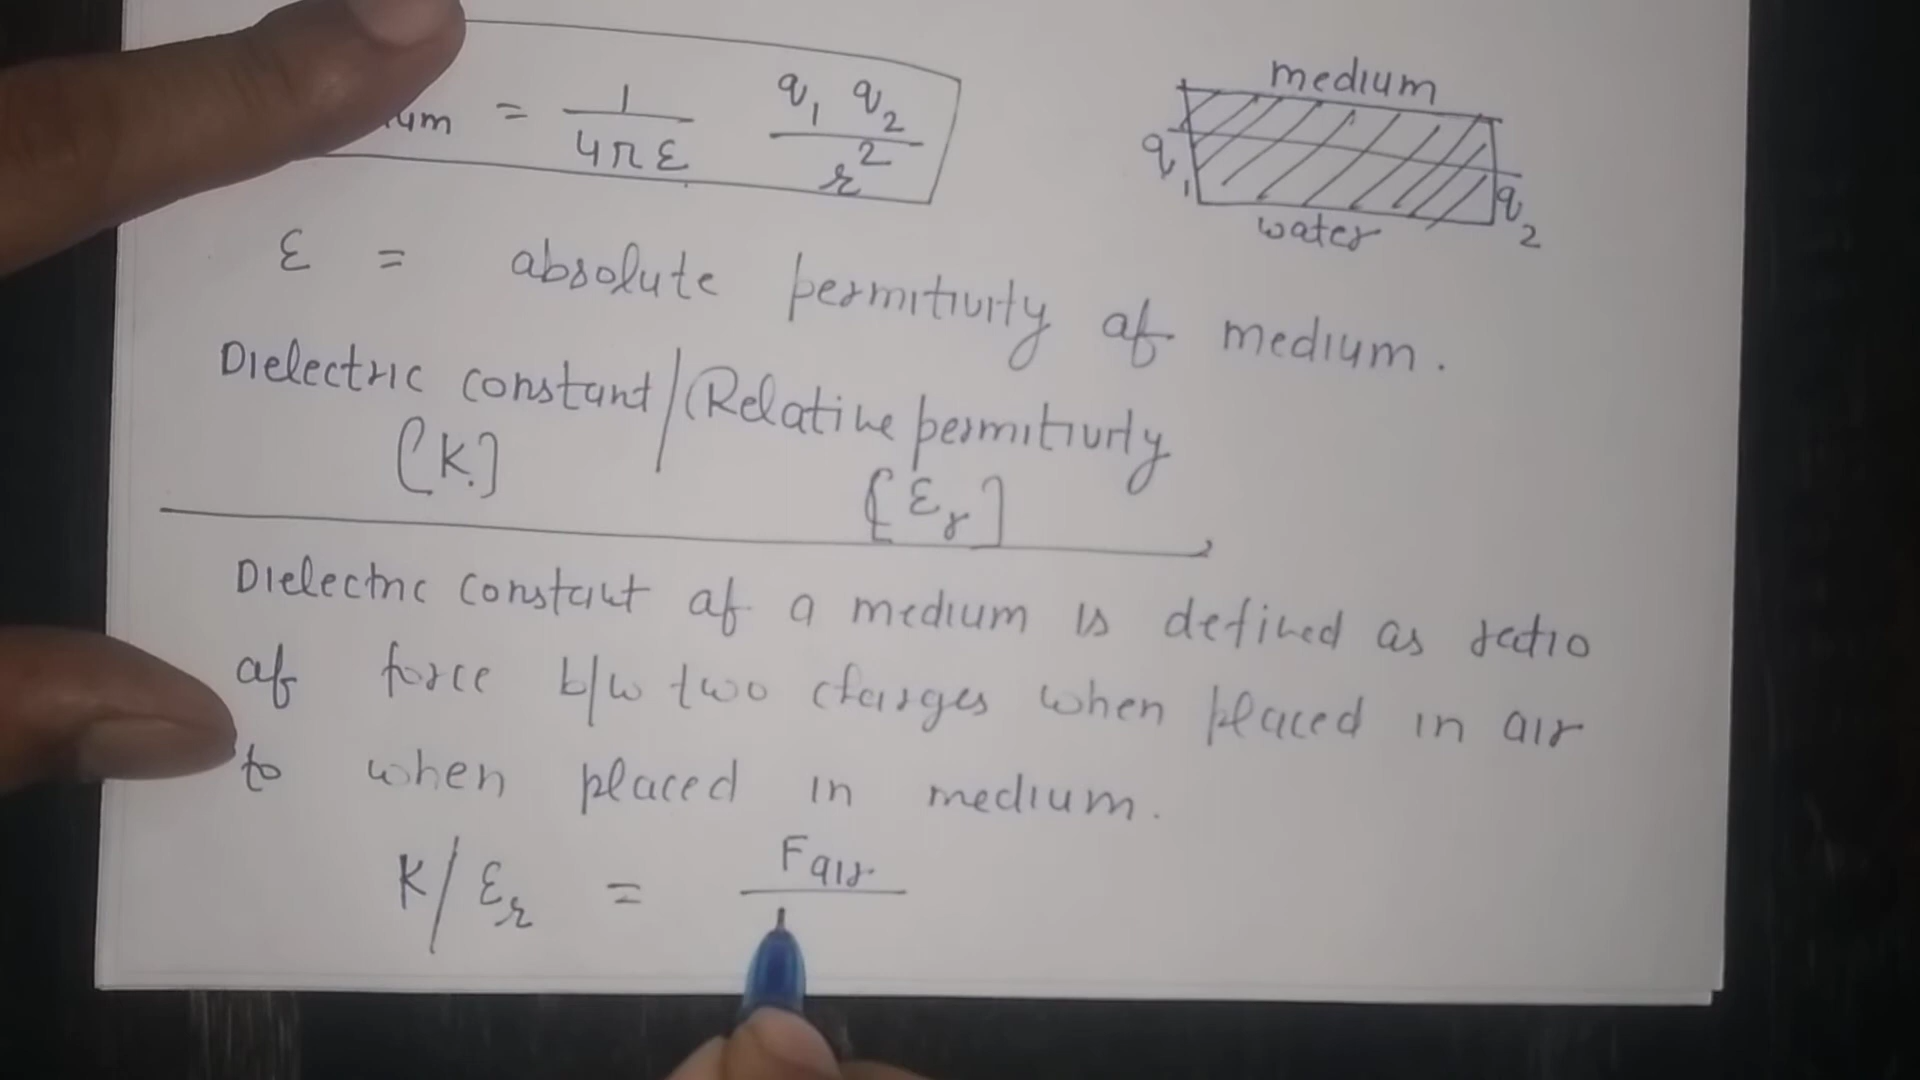 um = 1/4πε q1 q2/r²
medium
q1
q2
water
ε = absolute permitivity of medium.
Dielectric constant/Relative permitivity
[K] [εr]
Dielectric constant of a medium is defined as ratio
of force b/w two charges when placed in air
to when placed in medium.
K/εr = Fair